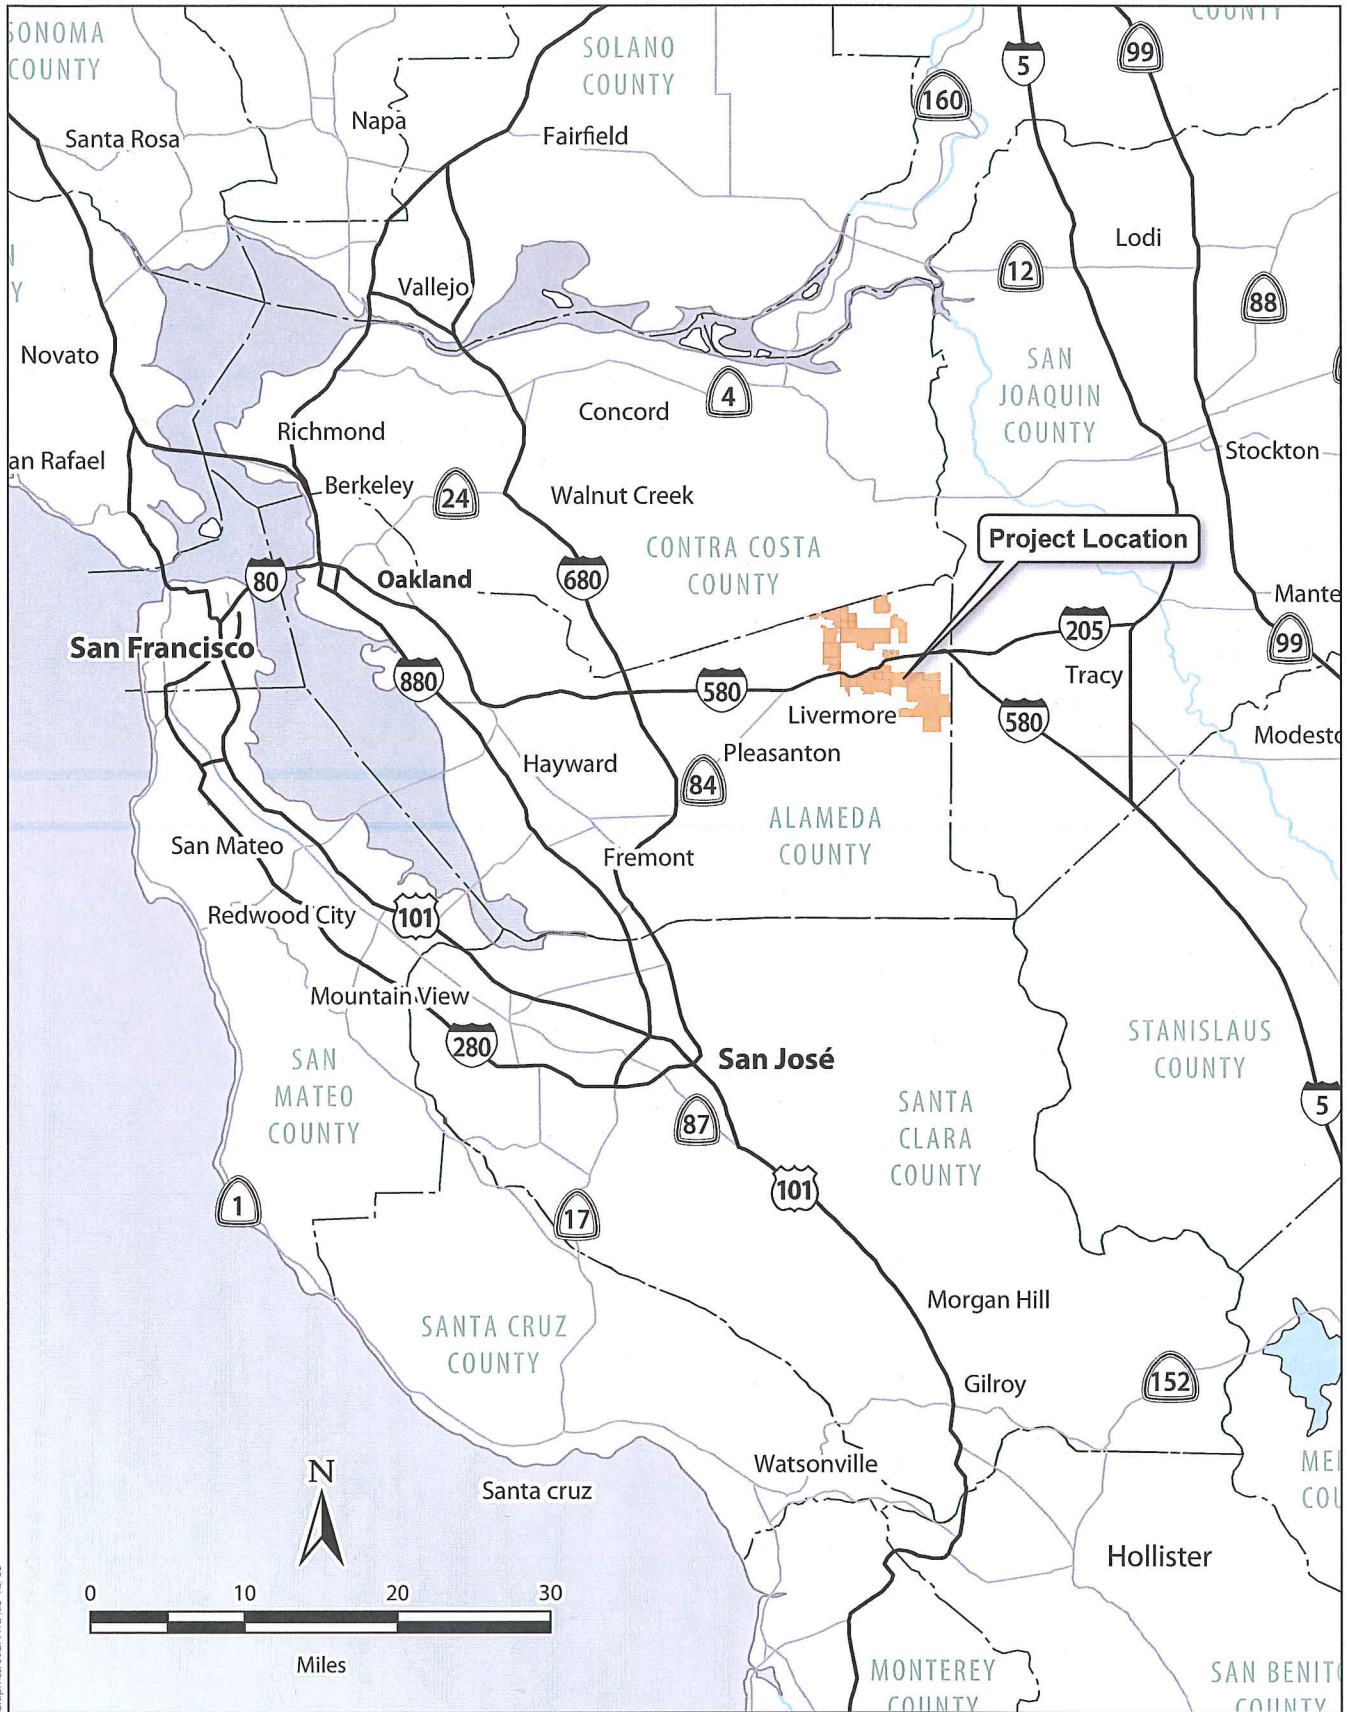 SONOMA
COUNTY
SOLANO
COUNTY
COUNTY
5
99
160
Napa
Santa Rosa
Fairfield
Lodi
12
Vallejo
88
Novato
SAN
JOAQUIN
COUNTY
4
Concord
Richmond
Stockton
an Rafael
Berkeley
24
Walnut Creek
Project Location
CONTRA COSTA
COUNTY
80
Oakland
680
Mante
205
99
San Francisco
880
580
Tracy
Livermore
580
Modesto
Pleasanton
Hayward
84
ALAMEDA
COUNTY
San Mateo
Fremont
Redwood City
101
Mountain View
280
San José
STANISLAUS
COUNTY
SAN
MATEO
COUNTY
5
87
SANTA
CLARA
COUNTY
101
1
17
Morgan Hill
SANTA CRUZ
COUNTY
Gilroy
152
Watsonville
MER
COU
N
Santa cruz
Hollister
0 10 20 30
Miles
MONTEREY
COUNTY
SAN BENITO
COUNTY